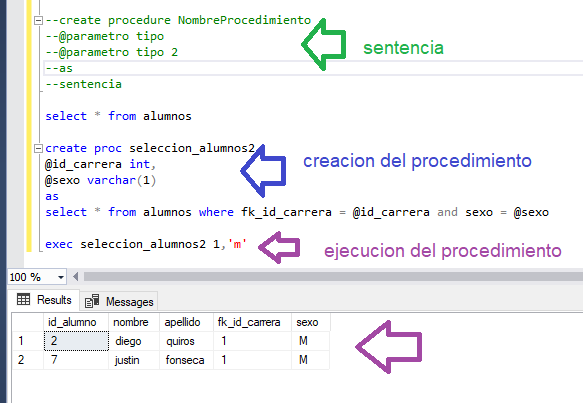 --create procedure NombreProcedimiento
--@parametro tipo
--@parametro tipo 2
--as
--sentencia
sentencia
select * from alumnos
create proc seleccion_alumnos2
@id_carrera int,
@sexo varchar(1)
as
select * from alumnos where fk_id_carrera = @id_carrera and sexo = @sexo
creacion del procedimiento
exec seleccion_alumnos2 1,'m'
ejecucion del procedimiento
100 %
Results Messages
id_alumno nombre apellido fk_id_carrera sexo
1 2 diego quiros 1 M
2 7 justin fonseca 1 M